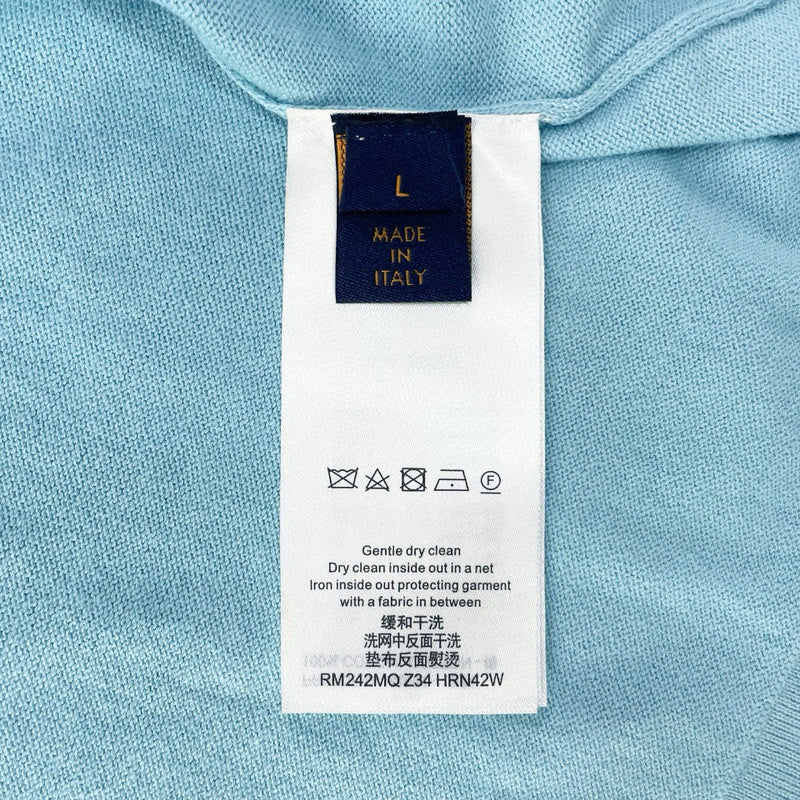 L
MADE
IN
ITALY
F
Gentle dry clean
Dry clean inside out in a net
Iron inside out protecting garment
with a fabric in between
缓和干洗
洗网中反面干洗
垫布反面熨烫
RM242MQ Z34 HRN42W